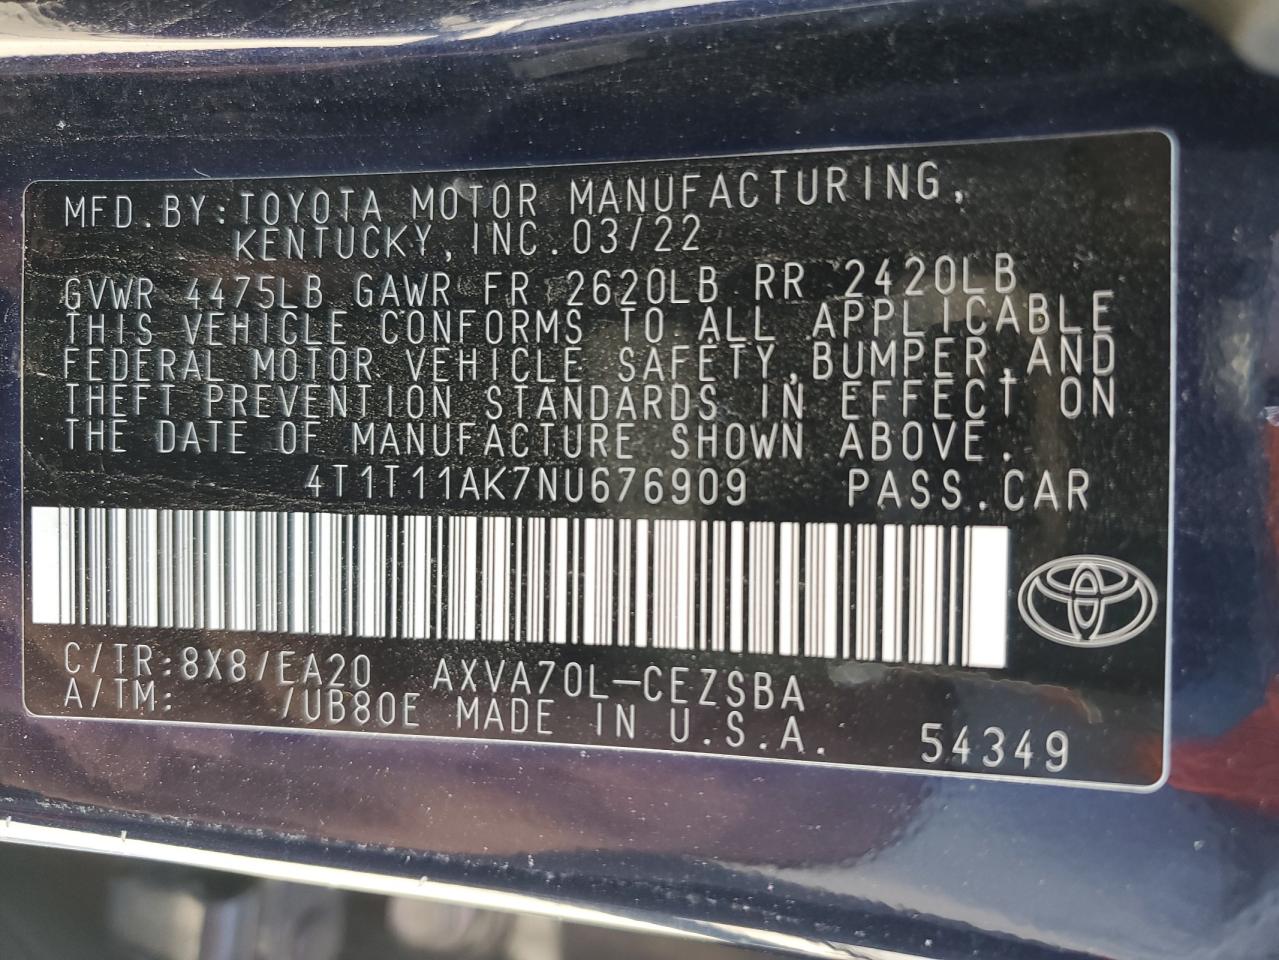 MFD.BY:TOYOTA MOTOR MANUFACTURING,
KENTUCKY, INC. 03/22
GVWR 4475LB GAWR FR 2620LB RR 2420LB
THIS VEHICLE CONFORMS TO ALL APPLICABLE
FEDERAL MOTOR VEHICLE SAFETY, BUMPER, AND
THEFT PREVENTION STANDARDS IN EFFECT ON
THE DATE OF MANUFACTURE SHOWN ABOVE.
4T1T11AK7NU676909 PASS.CAR
C/TR:8X8/EA20 AXVA70L-CEZSBA
A/TM: /UB80E MADE IN U.S.A. 54349